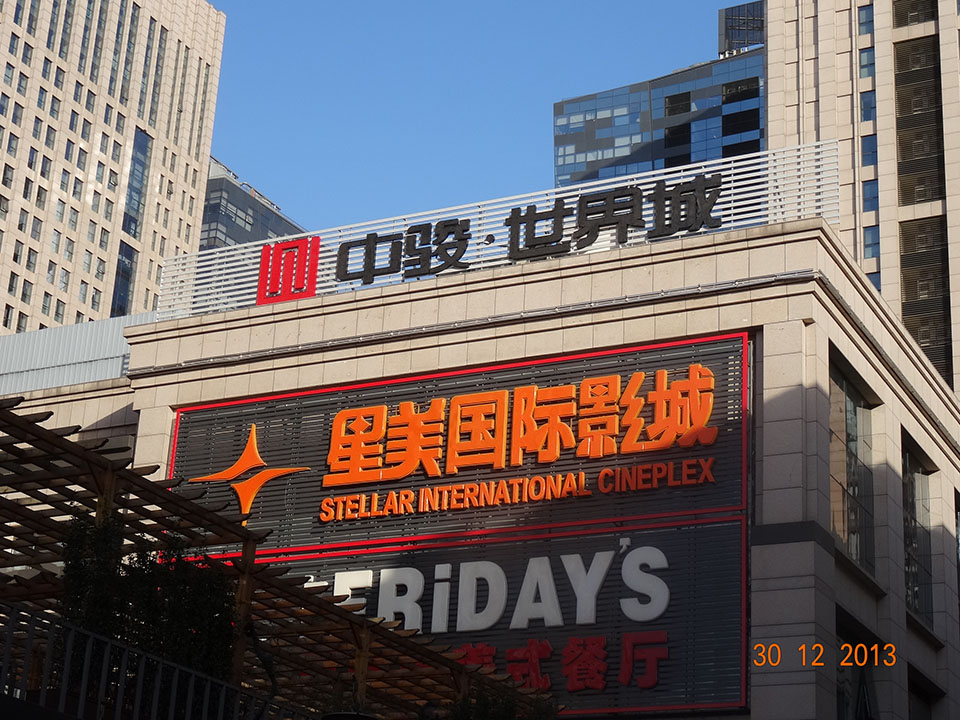 中骏·世界城
星美国际影城
STELLAR INTERNATIONAL CINEPLEX
FRiDAY'S
式餐厅
30 12 2013